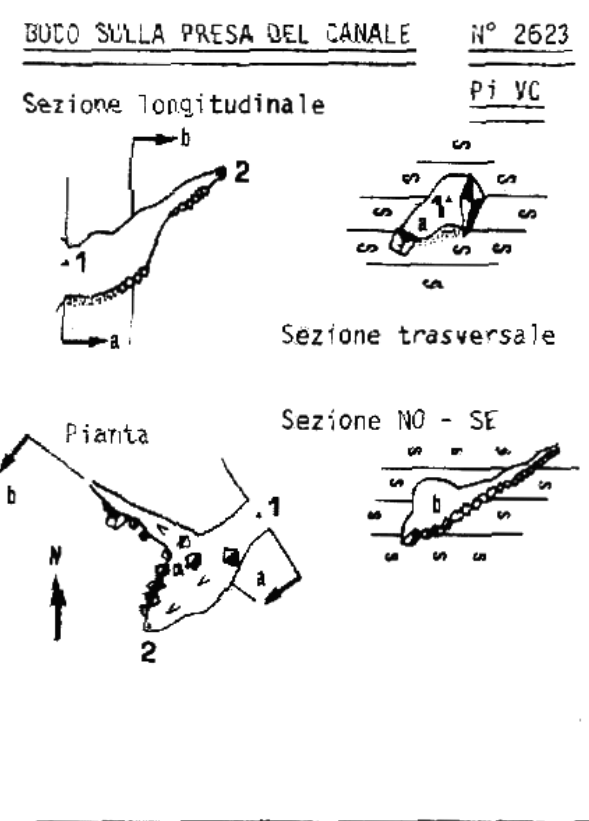 BUCO SULLA PRESA DEL CANALE N° 2623
Pi VC
Sezione longitudinale
b
2
1
a
1
a
Sezione trasversale
Pianta
Sezione NO - SE
b
b
1
N
a
a
2